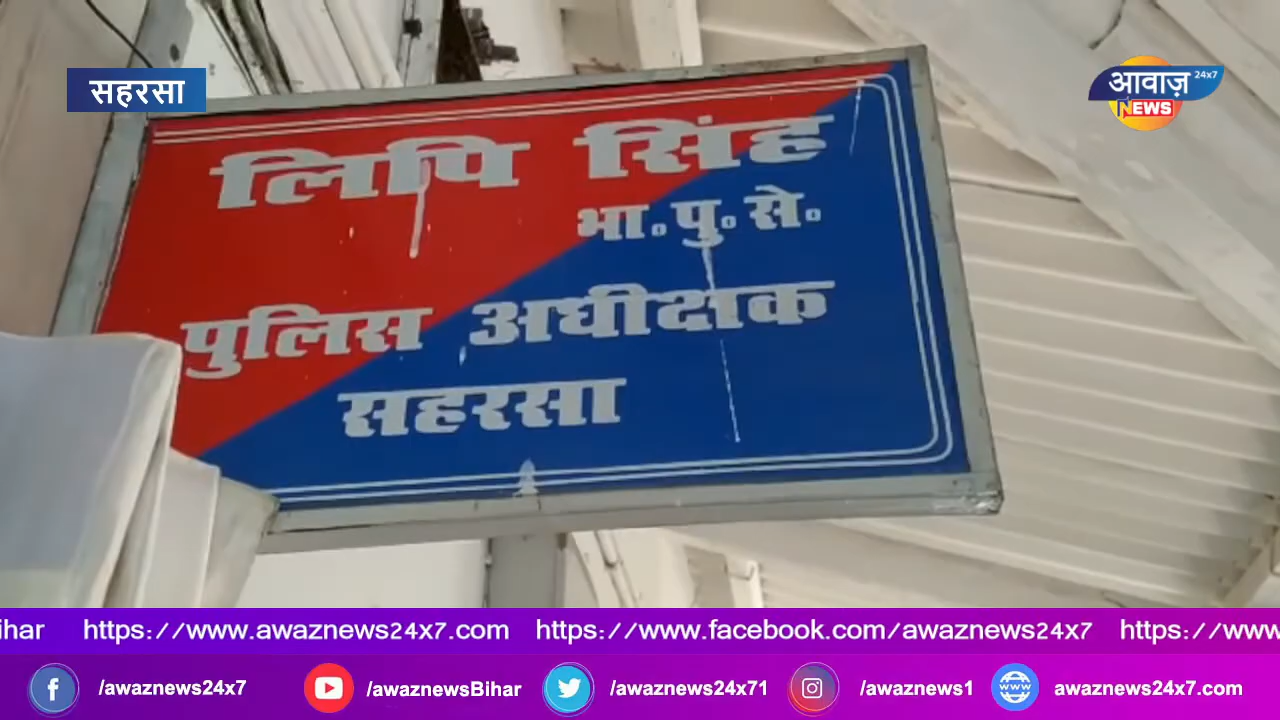 सहरसा
आवाज़ 24x7
NEWS
लिपि सिंह
भा॰पु॰से॰
पुलिस अधीक्षक
सहरसा
ihar https://www.awaznews24x7.com https://www.facebook.com/awaznews24x7 https://www
/awaznews24x7 /awaznewsBihar /awaznews24x71 /awaznews1 awaznews24x7.com